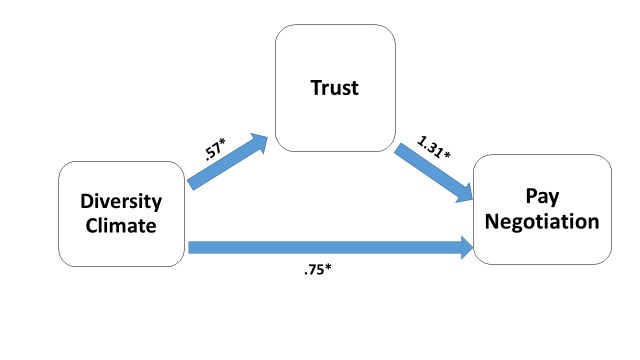 Trust
.57*
1.31*
Diversity
Climate
Pay
Negotiation
.75*